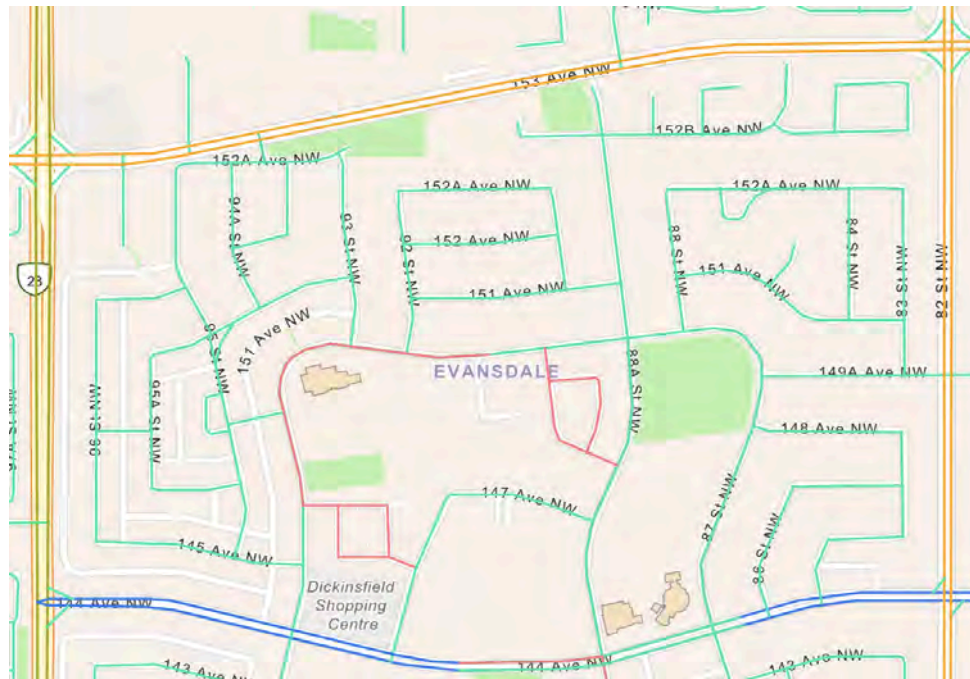 153 Ave NW
152B Ave NW
152A Ave NW
152A Ave NW
152A Ave NW
94A St NW
93 St NW
92 St NW
152 Ave NW
88 St NW
84 St NW
83 St NW
82 St NW
28
151 Ave NW
151 Ave NW
151 Ave NW
95 St NW
EVANSDALE
88A St NW
149A Ave NW
96 St NW
95A St NW
148 Ave NW
147 Ave NW
87 St NW
86 St NW
145 Ave NW
Dickinsfield
Shopping
Centre
144 Ave NW
144 Ave NW
143 Ave NW
143 Ave NW